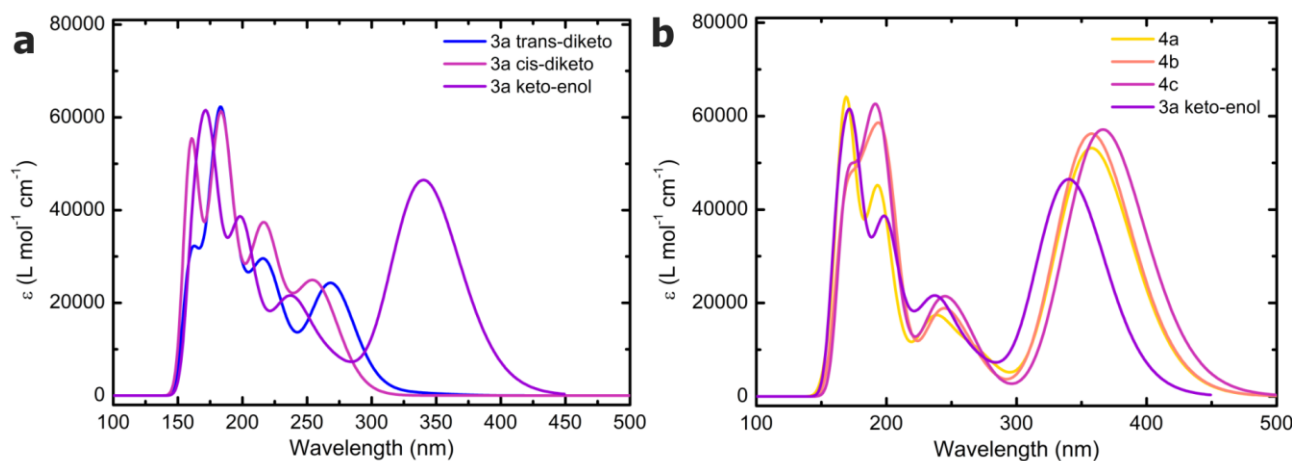 a
3a trans-diketo
3a cis-diketo
3a keto-enol
80000
60000
40000
20000
0
ε (L mol⁻¹ cm⁻¹)
100 150 200 250 300 350 400 450 500
Wavelength (nm)
b
4a
4b
4c
3a keto-enol
80000
60000
40000
20000
0
ε (L mol⁻¹ cm⁻¹)
100 200 300 400 500
Wavelength (nm)